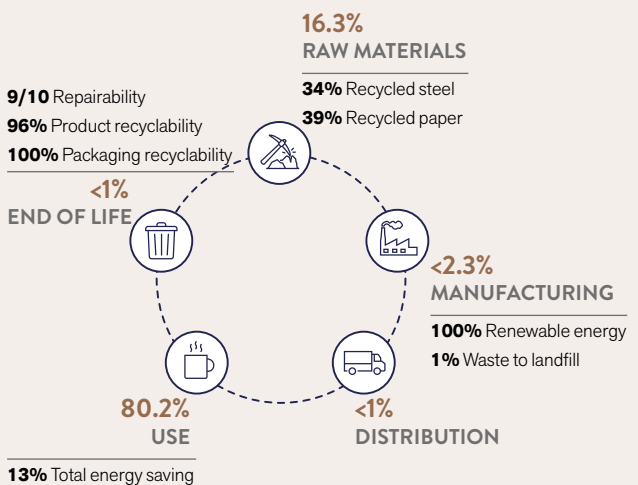 16.3%
RAW MATERIALS
34% Recycled steel
39% Recycled paper
9/10 Repairability
96% Product recyclability
100% Packaging recyclability
<1%
END OF LIFE
<2.3%
MANUFACTURING
100% Renewable energy
1% Waste to landfill
80.2%
USE
13% Total energy saving
<1%
DISTRIBUTION